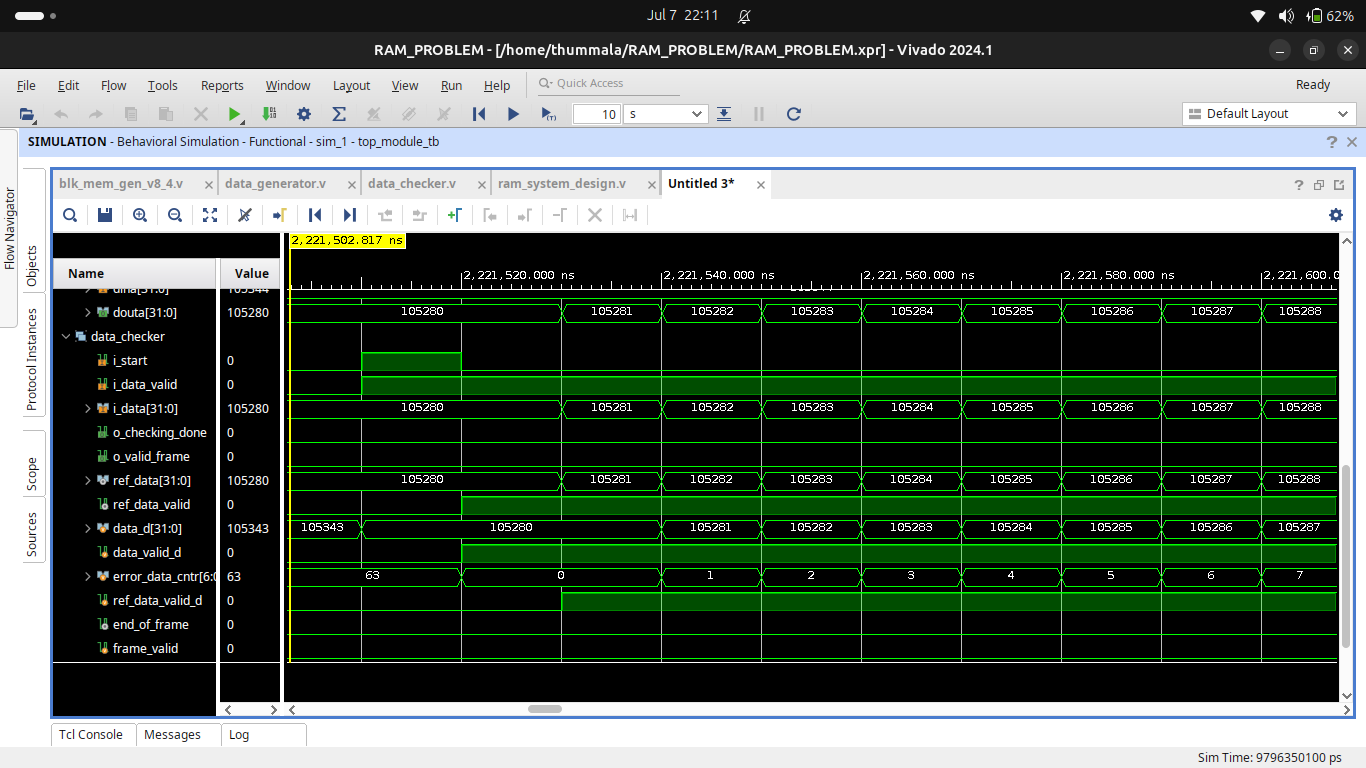 Jul 7 22:11
62%
RAM_PROBLEM - [/home/thummala/RAM_PROBLEM/RAM_PROBLEM.xpr] - Vivado 2024.1
File Edit Flow Tools Reports Window Layout View Run Help Quick Access Ready
10 s Default Layout
SIMULATION - Behavioral Simulation - Functional - sim_1 - top_module_tb
Flow Navigator
Objects
Protocol Instances
Scope
Sources
blk_mem_gen_v8_4.v data_generator.v data_checker.v ram_system_design.v Untitled 3*
2,221,502.817 ns
Name Value 2,221,520.000 ns 2,221,540.000 ns 2,221,560.000 ns 2,221,580.000 ns 2,221,600.0
dina[31:0] 105344
douta[31:0] 105280 105280 105281 105282 105283 105284 105285 105286 105287 105288
data_checker
i_start 0
i_data_valid 0
i_data[31:0] 105280 105280 105281 105282 105283 105284 105285 105286 105287 105288
o_checking_done 0
o_valid_frame 0
ref_data[31:0] 105280 105280 105281 105282 105283 105284 105285 105286 105287 105288
ref_data_valid 0
data_d[31:0] 105343 105343 105280 105281 105282 105283 105284 105285 105286 105287
data_valid_d 0
error_data_cntr[6:0 63 63 0 1 2 3 4 5 6 7
ref_data_valid_d 0
end_of_frame 0
frame_valid 0
Tcl Console Messages Log
Sim Time: 9796350100 ps